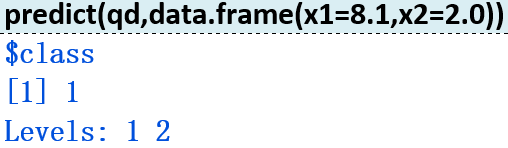 predict(qd,data.frame(x1=8.1,x2=2.0))
$class
[1] 1
Levels: 1 2